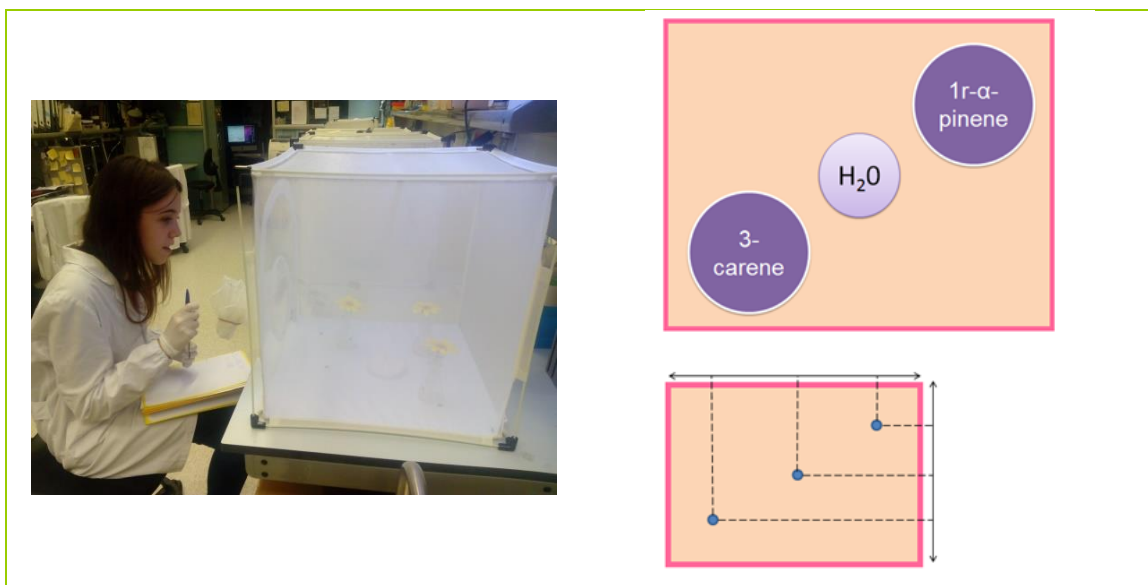 1r-α-
pinene
H₂0
3-
carene